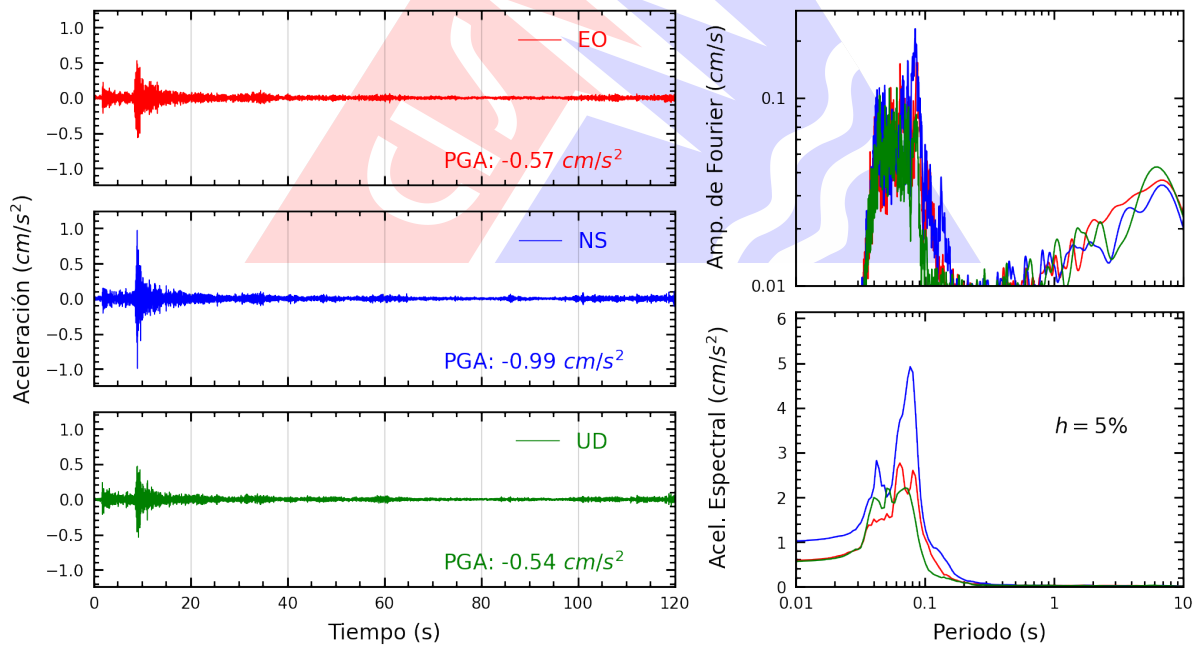 Aceleración (cm/s²)
1.0
0.5
0.0
−0.5
−1.0
EO
PGA: -0.57 cm/s²
1.0
0.5
0.0
−0.5
−1.0
NS
PGA: -0.99 cm/s²
1.0
0.5
0.0
−0.5
−1.0
UD
PGA: -0.54 cm/s²
0 20 40 60 80 100 120
Tiempo (s)
Amp. de Fourier (cm/s)
0.1
0.01
Acel. Espectral (cm/s²)
6
5
4
3
2
1
0
h = 5%
0.01 0.1 1 10
Periodo (s)